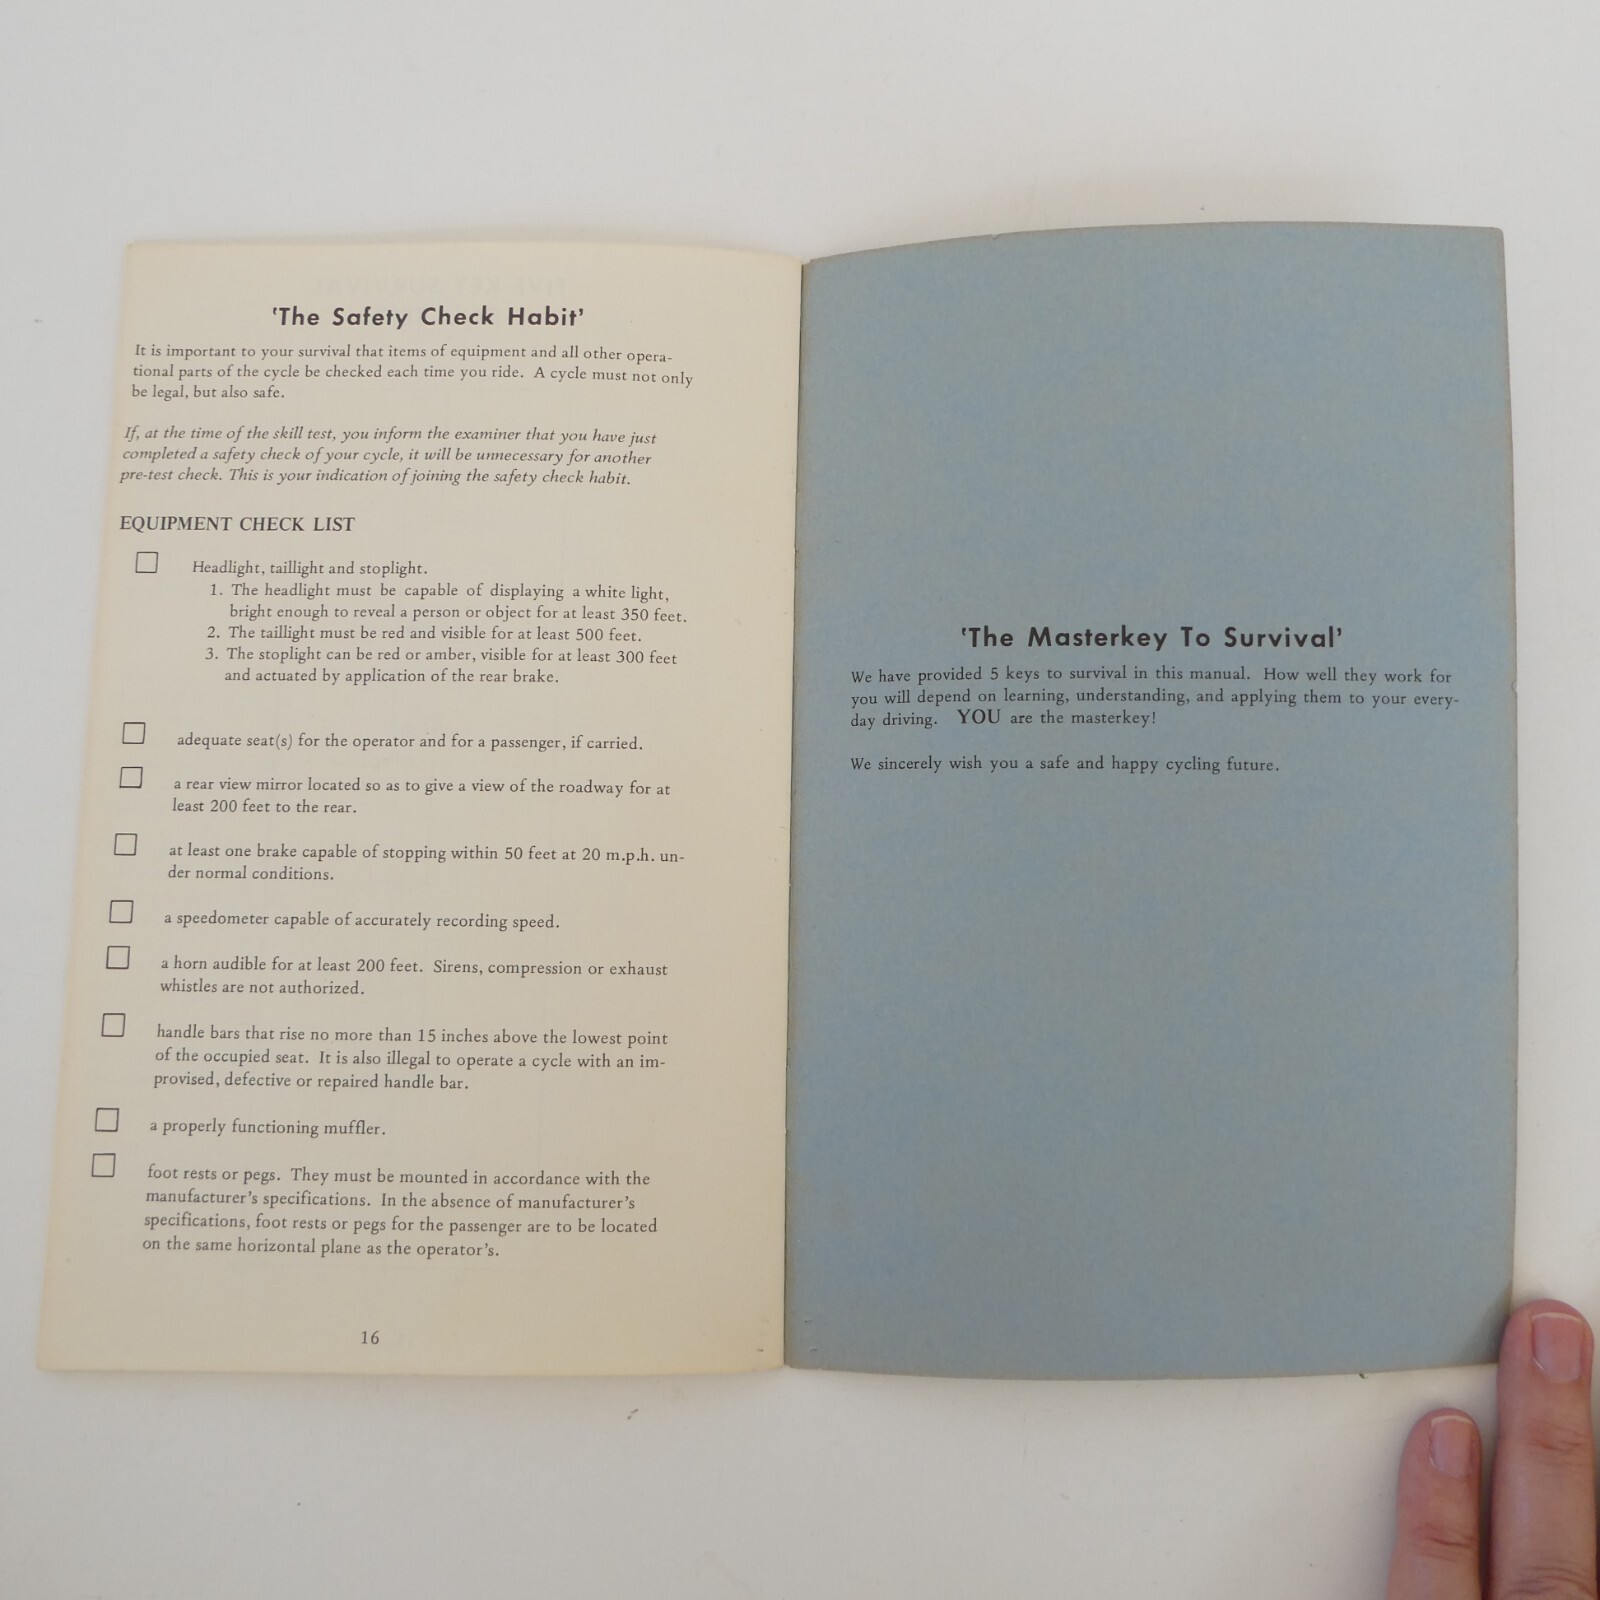 'The Safety Check Habit'
It is important to your survival that items of equipment and all other opera-
tional parts of the cycle be checked each time you ride. A cycle must not only
be legal, but also safe.
If, at the time of the skill test, you inform the examiner that you have just
completed a safety check of your cycle, it will be unnecessary for another
pre-test check. This is your indication of joining the safety check habit.
EQUIPMENT CHECK LIST
Headlight, taillight and stoplight.
1. The headlight must be capable of displaying a white light,
bright enough to reveal a person or object for at least 350 feet.
2. The taillight must be red and visible for at least 500 feet.
3. The stoplight can be red or amber, visible for at least 300 feet
and actuated by application of the rear brake.
adequate seat(s) for the operator and for a passenger, if carried.
a rear view mirror located so as to give a view of the roadway for at
least 200 feet to the rear.
at least one brake capable of stopping within 50 feet at 20 m.p.h. un-
der normal conditions.
a speedometer capable of accurately recording speed.
a horn audible for at least 200 feet. Sirens, compression or exhaust
whistles are not authorized.
handle bars that rise no more than 15 inches above the lowest point
of the occupied seat. It is also illegal to operate a cycle with an im-
provised, defective or repaired handle bar.
a properly functioning muffler.
foot rests or pegs. They must be mounted in accordance with the
manufacturer's specifications. In the absence of manufacturer's
specifications, foot rests or pegs for the passenger are to be located
on the same horizontal plane as the operator's.
16
'The Masterkey To Survival'
We have provided 5 keys to survival in this manual. How well they work for
you will depend on learning, understanding, and applying them to your every-
day driving. YOU are the masterkey!
We sincerely wish you a safe and happy cycling future.